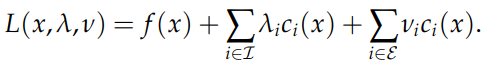 L(x, λ, ν) = f(x) + ∑_{i∈ℐ} λ_i c_i(x) + ∑_{i∈ℰ} ν_i c_i(x).